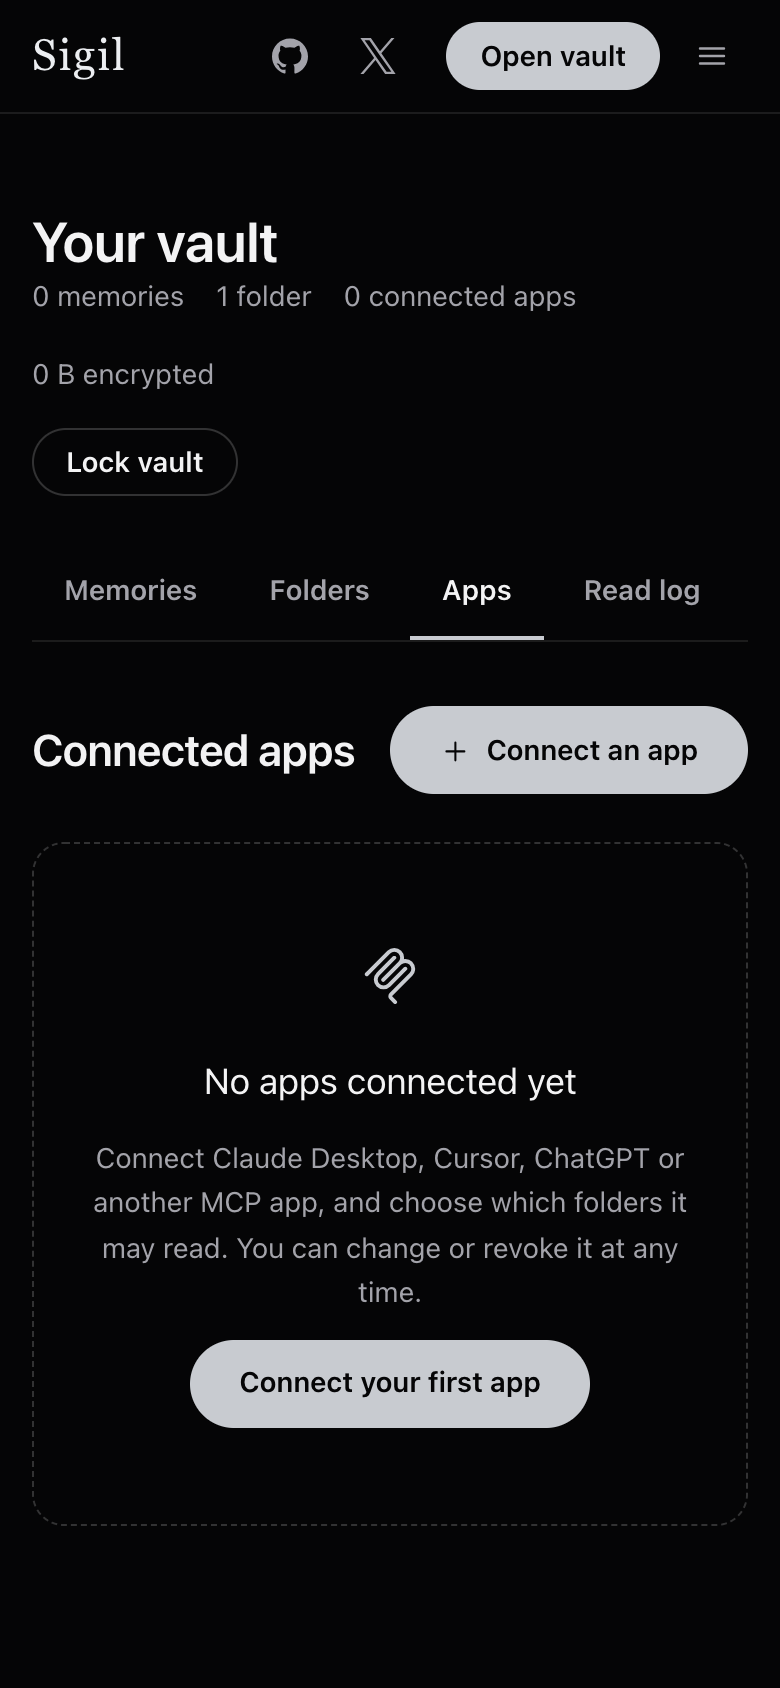 Sigil
Open vault
Your vault
0 memories 1 folder 0 connected apps
0 B encrypted
Lock vault
Memories Folders Apps Read log
Connected apps
Connect an app
No apps connected yet
Connect Claude Desktop, Cursor, ChatGPT or
another MCP app, and choose which folders it
may read. You can change or revoke it at any
time.
Connect your first app